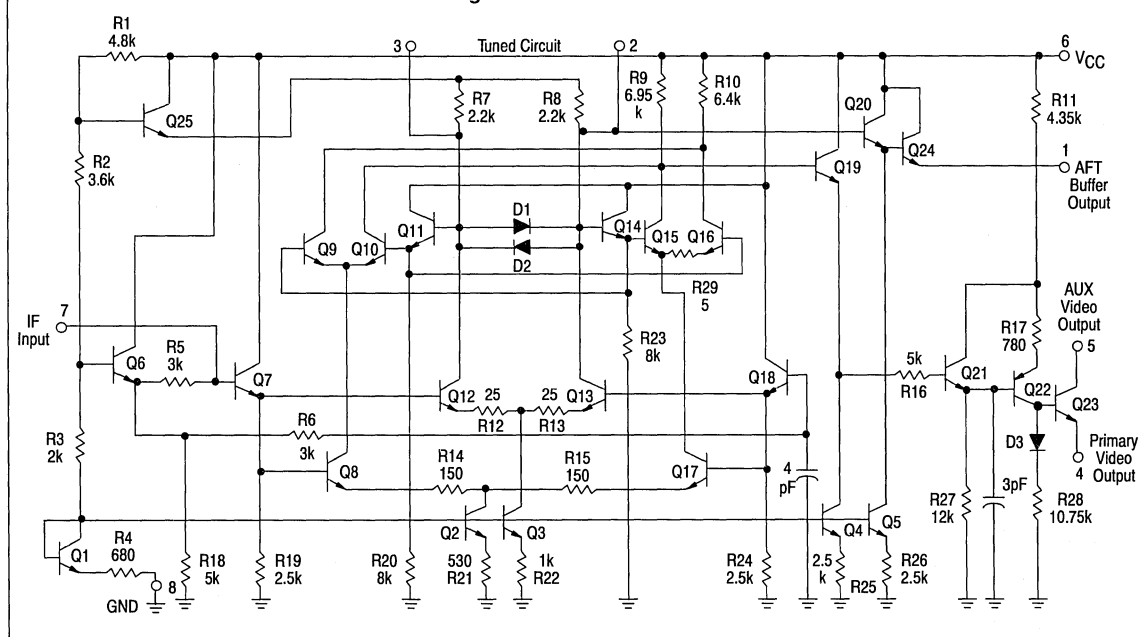 R1
4.8k
3
Tuned Circuit
2
6
VCC
R9
6.95
k
R10
6.4k
R7
2.2k
R8
2.2k
R11
4.35k
Q25
Q20
Q24
1
AFT
Buffer
Output
R2
3.6k
Q19
D1
Q11
Q14
Q9
Q10
Q15
Q16
D2
R29
5
IF
Input
7
AUX
Video
Output
5
R5
3k
R23
8k
R17
780
Q6
Q7
Q18
5k
R16
Q21
Q22
Q23
Q12
25
R12
25
R13
Q13
R3
2k
R6
3k
D3
Primary
Video
Output
4
R14
150
R15
150
Q8
Q17
4
pF
3pF
R27
12k
R28
10.75k
R4
680
Q1
Q2
Q3
Q4
Q5
8
GND
R18
5k
R19
2.5k
R20
8k
530
R21
1k
R22
R24
2.5k
2.5
k
R25
R26
2.5k